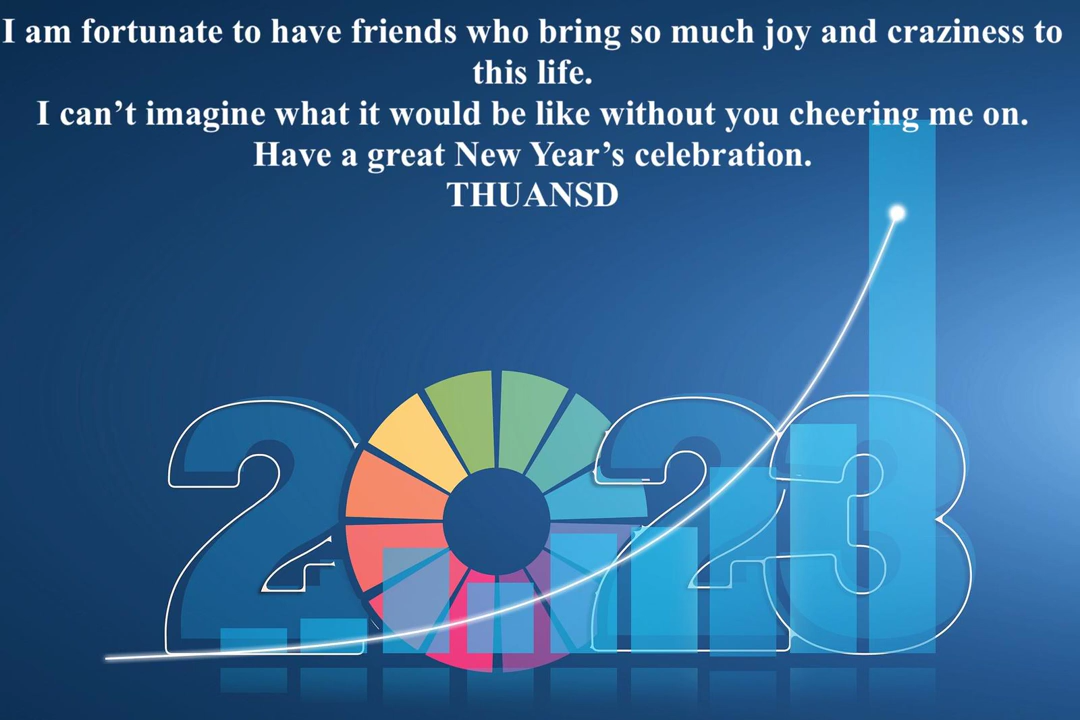 I am fortunate to have friends who bring so much joy and craziness to
this life.
I can’t imagine what it would be like without you cheering me on.
Have a great New Year’s celebration.
THUANSD
2023